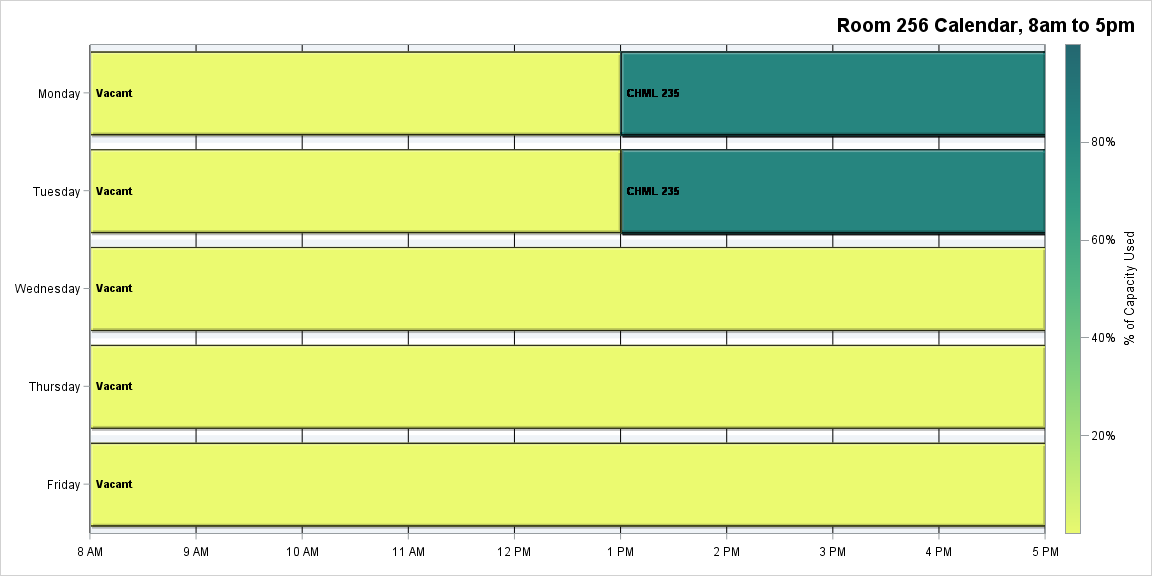 Room 256 Calendar, 8am to 5pm
Monday
Vacant
CHML 235
Tuesday
Vacant
CHML 235
Wednesday
Vacant
Thursday
Vacant
Friday
Vacant
8 AM 9 AM 10 AM 11 AM 12 PM 1 PM 2 PM 3 PM 4 PM 5 PM
80%
60%
40%
20%
% of Capacity Used